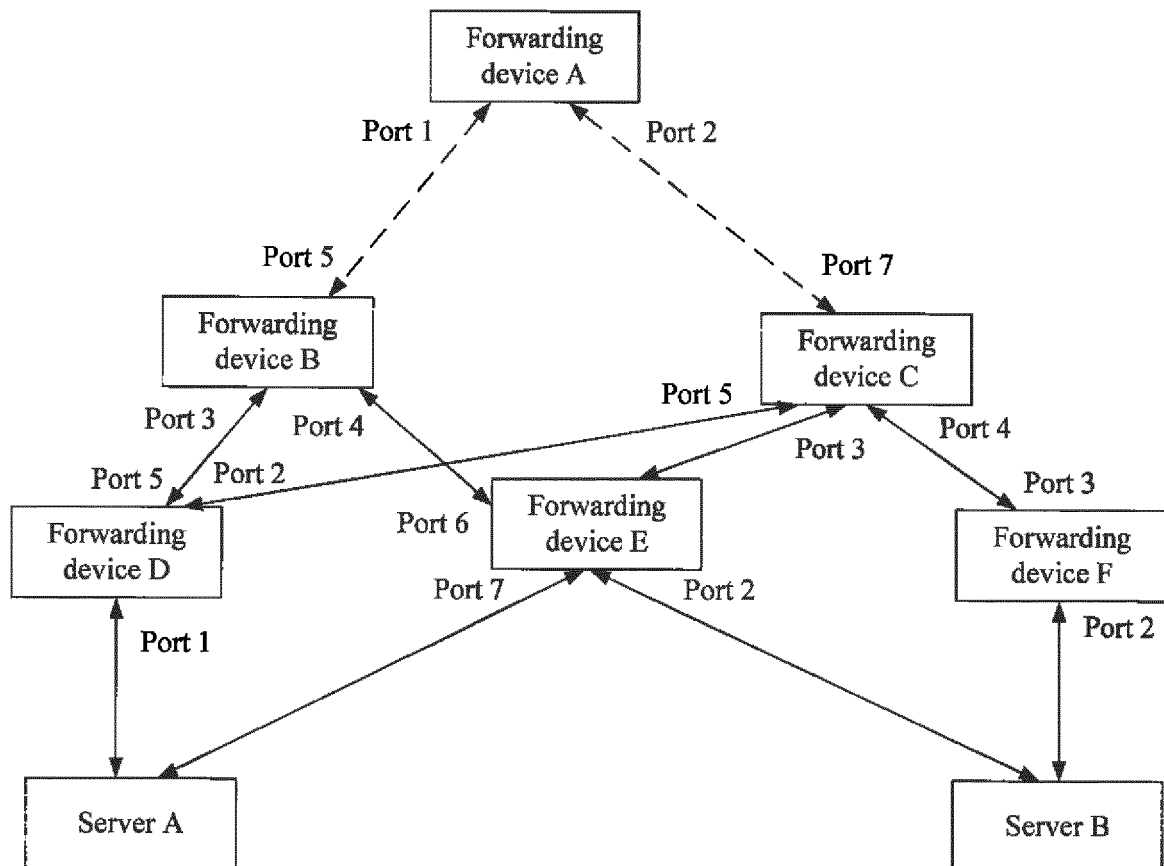 Forwarding
device A
Port 1
Port 2
Port 5
Port 7
Forwarding
device B
Forwarding
device C
Port 3
Port 4
Port 5
Port 3
Port 4
Port 5
Port 2
Port 6
Port 3
Forwarding
device D
Forwarding
device E
Forwarding
device F
Port 1
Port 7
Port 2
Port 2
Server A
Server B